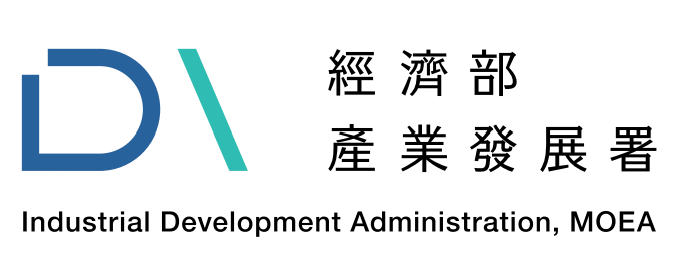 經濟部
產業發展署
Industrial Development Administration, MOEA